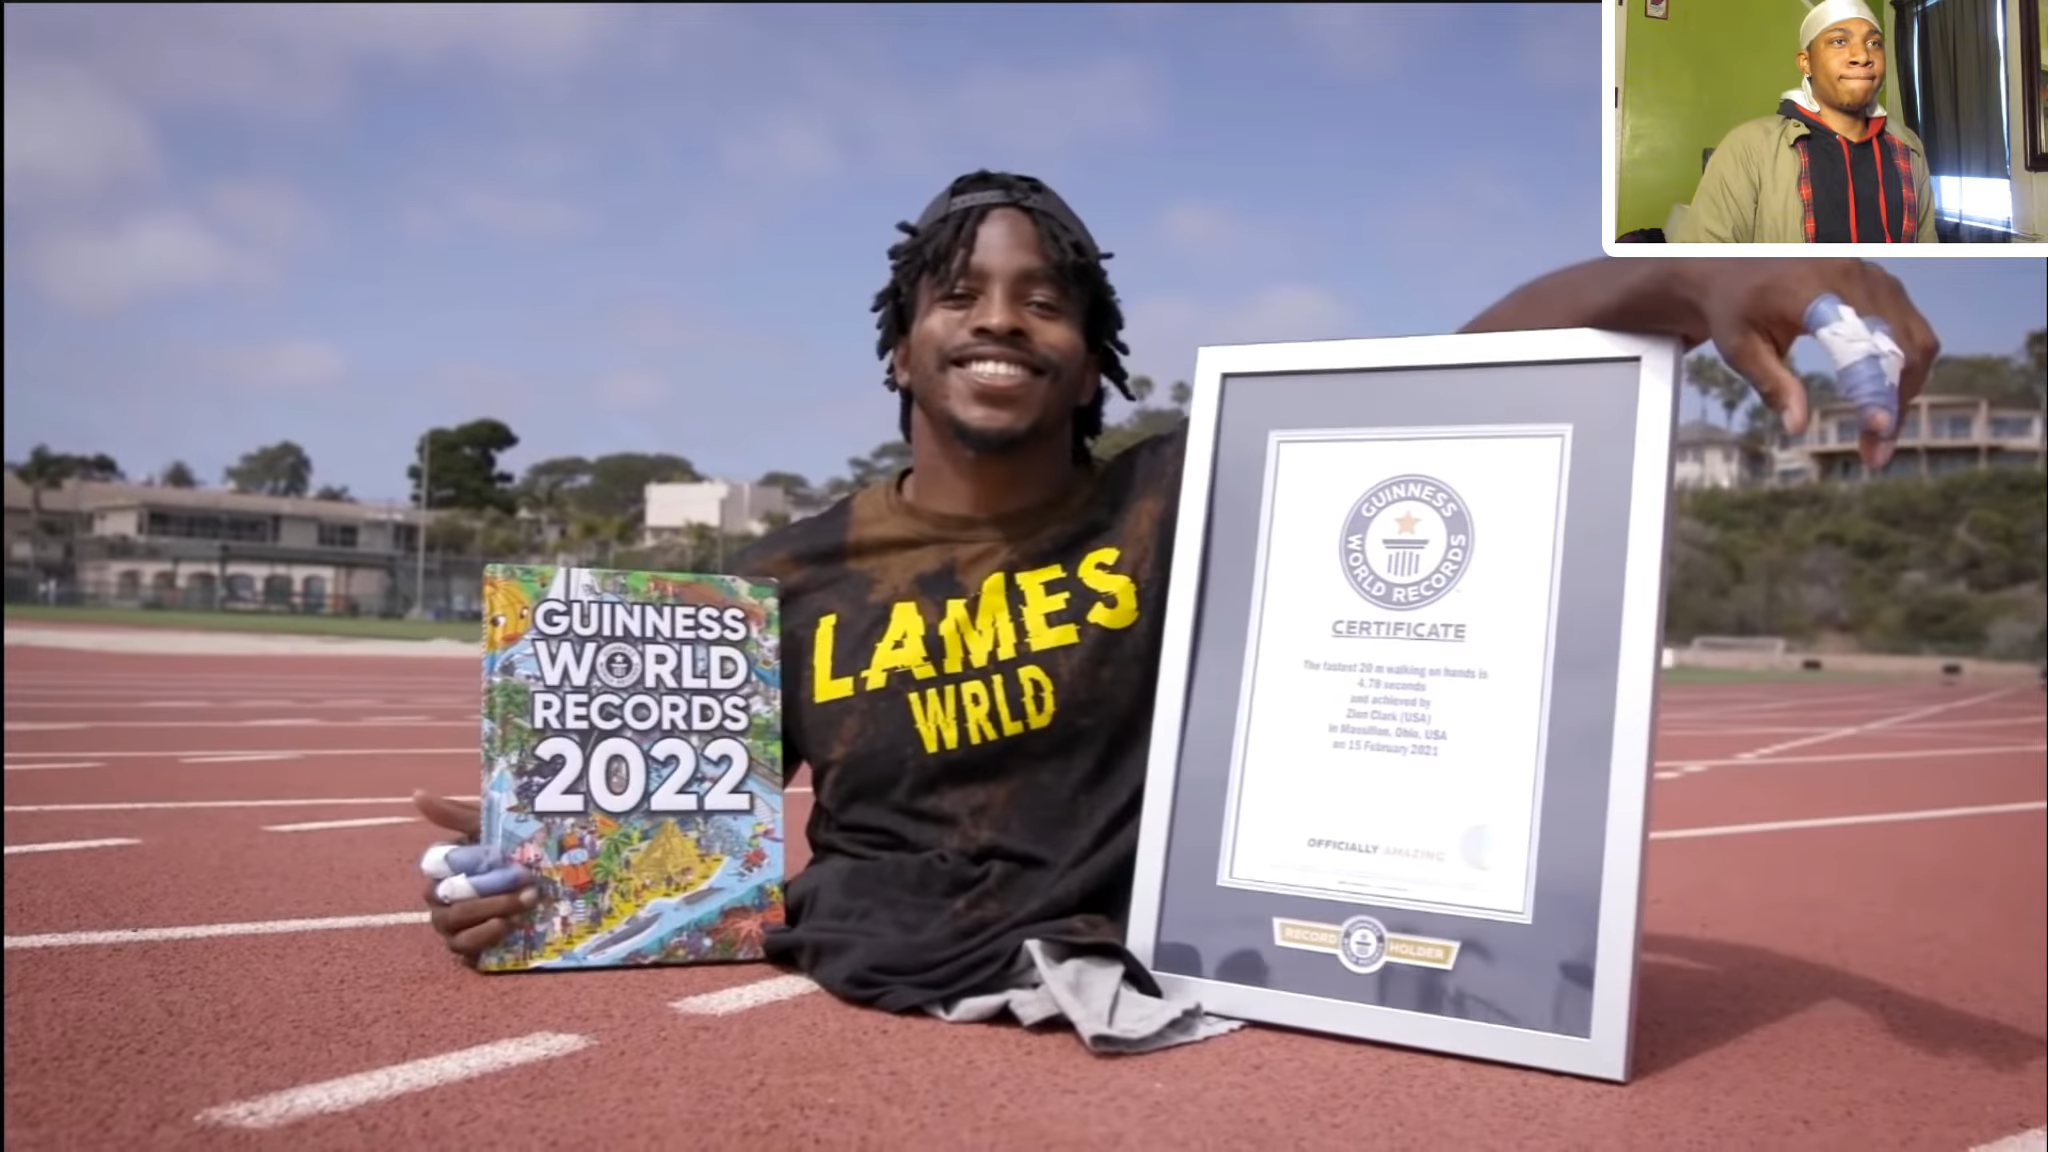 GUINNESS
WORLD
RECORDS
2022
LAMES
WRLD
GUINNESS
WORLD RECORDS
CERTIFICATE
The fastest 20 m walking on hands is
4.78 seconds
and achieved by
Zion Clark (USA)
in Massillon, Ohio, USA
on 15 February 2021
OFFICIALLY AMAZING
RECORD HOLDER